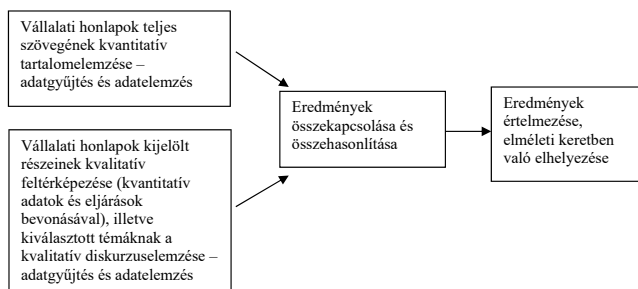 Vállalati honlapok teljes
szövegének kvantitatív
tartalomelemzése –
adatgyűjtés és adatelemzés
Vállalati honlapok kijelölt
részeinek kvalitatív
feltérképezése (kvantitatív
adatok és eljárások
bevonásával), illetve
kiválasztott témáknak a
kvalitatív diskurzuselemzése –
adatgyűjtés és adatelemzés
Eredmények
összekapcsolása és
összehasonlítása
Eredmények
értelmezése,
elméleti keretben
való elhelyezése